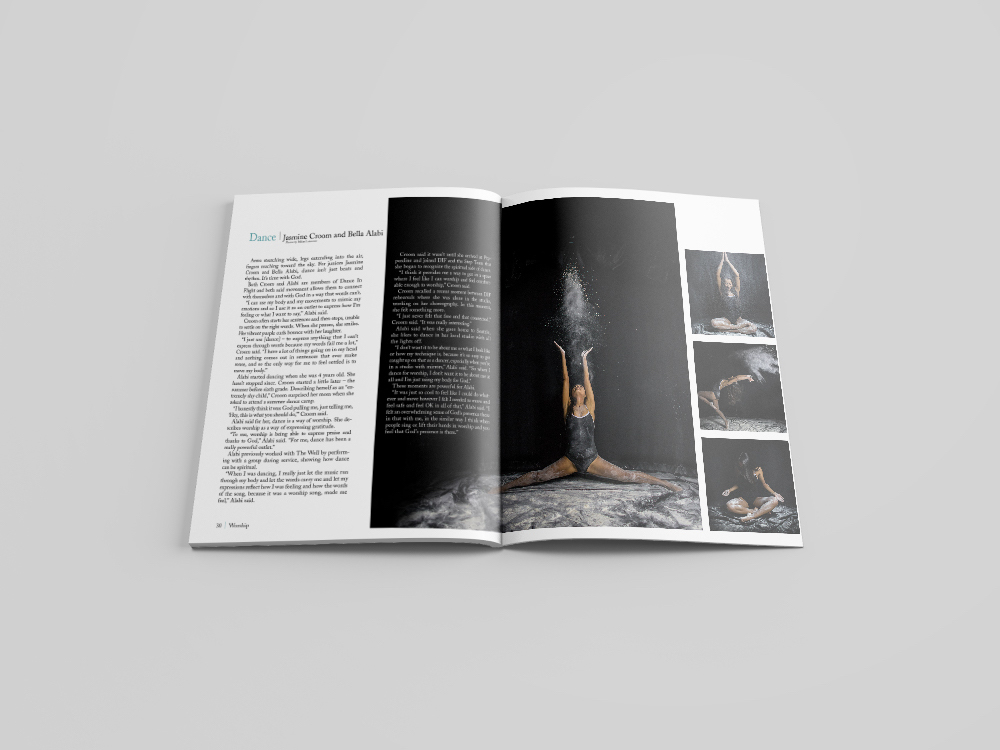 Dance | Jasmine Croom and Bella Alabi
Arms stretching wide, legs extending into the air,
fingers reaching toward the sky. For juniors Jasmine
Croom and Bella Alabi, dance isn't just beats and
It's time with God.
Both Croom and Alabi are members of Dance In
Flight and both said movement allows them to connect
with themselves and with God in a way that words can't.
"I use my body and my movements to mimic my
emotions and so I use it as an outlet to express how I'm
feeling or what I want to say," Alabi said.
Croom often starts her sentences and then stops, unable
to settle on the right words. When she pauses, she smiles.
Her vibrant purple curls bounce with her laughter.
"I just use [dance] – to express anything that I can't
express through words because my words fail me a lot,"
Croom said. "I have a lot of things going on in my head
and nothing comes out in sentences that ever make
sense, and so the only way for me to feel settled is to
move my body."
Alabi started dancing when she was 4 years old. She
hasn't stopped since. Croom started a little later – the
summer before sixth grade. Describing herself as an "ex-
tremely shy child," Croom surprised her mom when she
asked to attend a summer dance camp.
"I honestly think it was God pulling me, just telling me,
'Hey, this is what you should do,'" Croom said.
Alabi said for her, dance is a way of worship. She de-
scribes worship as a way of expressing gratitude.
"To me, worship is being able to express praise and
thanks to God," Alabi said. "For me, dance has been a
really powerful outlet."
Alabi previously worked with The Well by perform-
ing with a group during service, showing how dance
can be spiritual.
"When I was dancing, I really just let the music run
through my body and let the words move me and let my
expressions reflect how I was feeling and how the words
of the song, because it was a worship song, made me
feel," Alabi said.
30 | Worship
Croom said it wasn't until she arrived at
and joined DIF and the Step Team that
she began to recognize the spiritual side of dance.
"I think it provides me a way to get in a space
where I feel like I can worship and feel
able enough to worship," Croom said.
Croom recalled a recent moment between DIF
rehearsals where she was alone in the studio,
working on her choreography. In this moment,
she felt something more.
"I just never felt that free and that connected,"
Croom said. "It was really interesting."
Alabi said when she goes home to
she likes to dance in her local studio with all
the lights off.
"I don't want it to be about me or what I look like
or how my technique is, because it's so easy to get
caught up on that as a dancer, especially when you're
in a studio with mirrors," Alabi said. "So when I
dance for worship, I don't want it to be about me at
all and I'm just using my body for God."
These moments are powerful for Alabi.
"It was just so cool to feel like I could do what-
ever and move however I felt I needed to move and
feel safe and feel OK in all of that," Alabi said. "I
felt an overwhelming sense of God's presence there
in that with me, in the similar way I think when
people sing or lift their hands in worship and you
feel that God's presence is there."